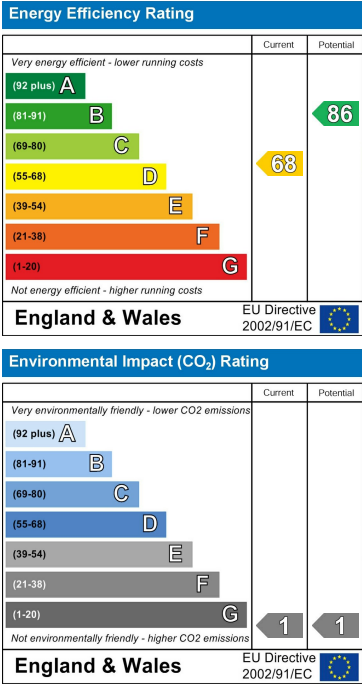 Energy Efficiency Rating
Current Potential
Very energy efficient - lower running costs
(92 plus) A
(81-91) B 86
(69-80) C
(55-68) D 68
(39-54) E
(21-38) F
(1-20) G
Not energy efficient - higher running costs
England & Wales EU Directive 2002/91/EC
Environmental Impact (CO₂) Rating
Current Potential
Very environmentally friendly - lower CO2 emissions
(92 plus) A
(81-91) B
(69-80) C
(55-68) D
(39-54) E
(21-38) F
(1-20) G 1 1
Not environmentally friendly - higher CO2 emissions
England & Wales EU Directive 2002/91/EC